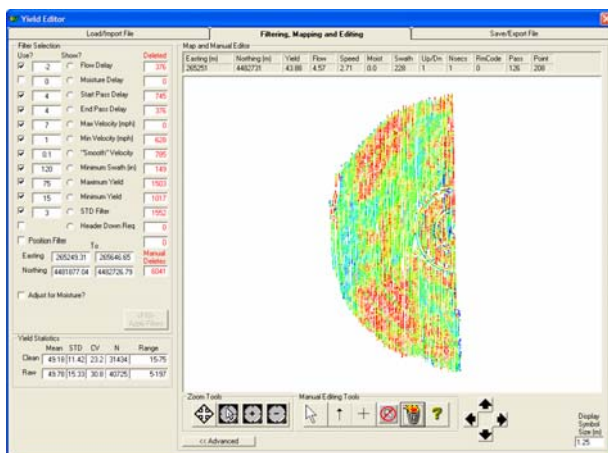 Yield Editor
Load/Import File
Filtering, Mapping and Editing
Save/Export File
Filter Selection
Use? Show? Deleted
-2 Flow Delay 376
0 Moisture Delay 0
4 Start Pass Delay 745
4 End Pass Delay 376
7 Max Velocity (mph) 0
1 Min Velocity (mph) 628
0.1 "Smooth" Velocity 785
120 Minimum Swath (in) 149
75 Maximum Yield 1503
15 Minimum Yield 1017
3 STD Filter 1952
Header Down Req 0
Position Filter 0
To
Easting 265249.31 265646.65 Manual Deletes
Northing 4481877.04 4482726.79 6041
Adjust for Moisture?
Apply Filters
Yield Statistics
Mean STD CV N Range
Clean 49.18 11.42 23.2 31434 15-75
Raw 49.78 15.33 30.8 40725 5-197
Map and Manual Editor
Easting (m) Northing (m) Yield Flow Speed Moist Swath Up/Dn Nsecs RmCode Pass Point
265251 4482731 43.88 4.57 2.71 0.0 228 1 1 0 126 208
Zoom Tools
Manual Editing Tools
?
<< Advanced
Display Symbol Size (m)
1.25